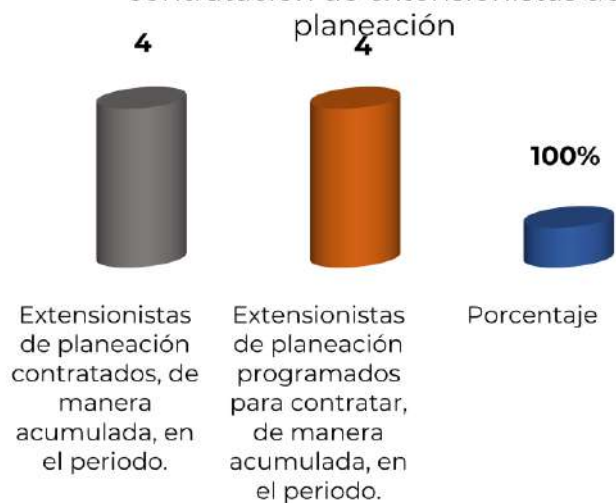 planeación
4
4
100%
Extensionistas
de planeación
contratados, de
manera
acumulada, en
el periodo.
Extensionistas
de planeación
programados
para contratar,
de manera
acumulada, en
el periodo.
Porcentaje